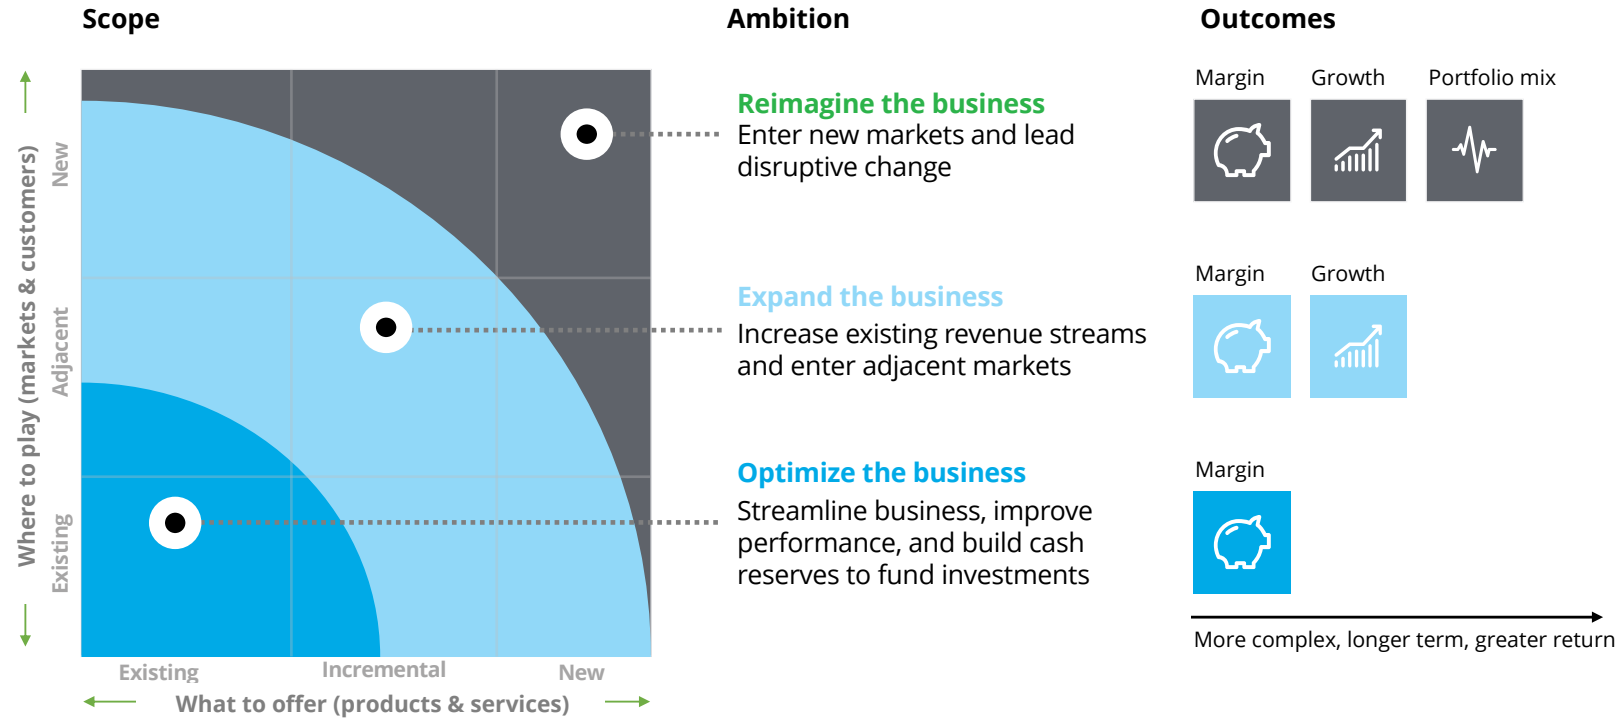 Scope
Ambition
Outcomes
Where to play (markets & customers)
New
Adjacent
Existing
Existing
Incremental
New
What to offer (products & services)
Reimagine the business
Enter new markets and lead
disruptive change
Expand the business
Increase existing revenue streams
and enter adjacent markets
Optimize the business
Streamline business, improve
performance, and build cash
reserves to fund investments
Margin
Growth
Portfolio mix
Margin
Growth
Margin
More complex, longer term, greater return